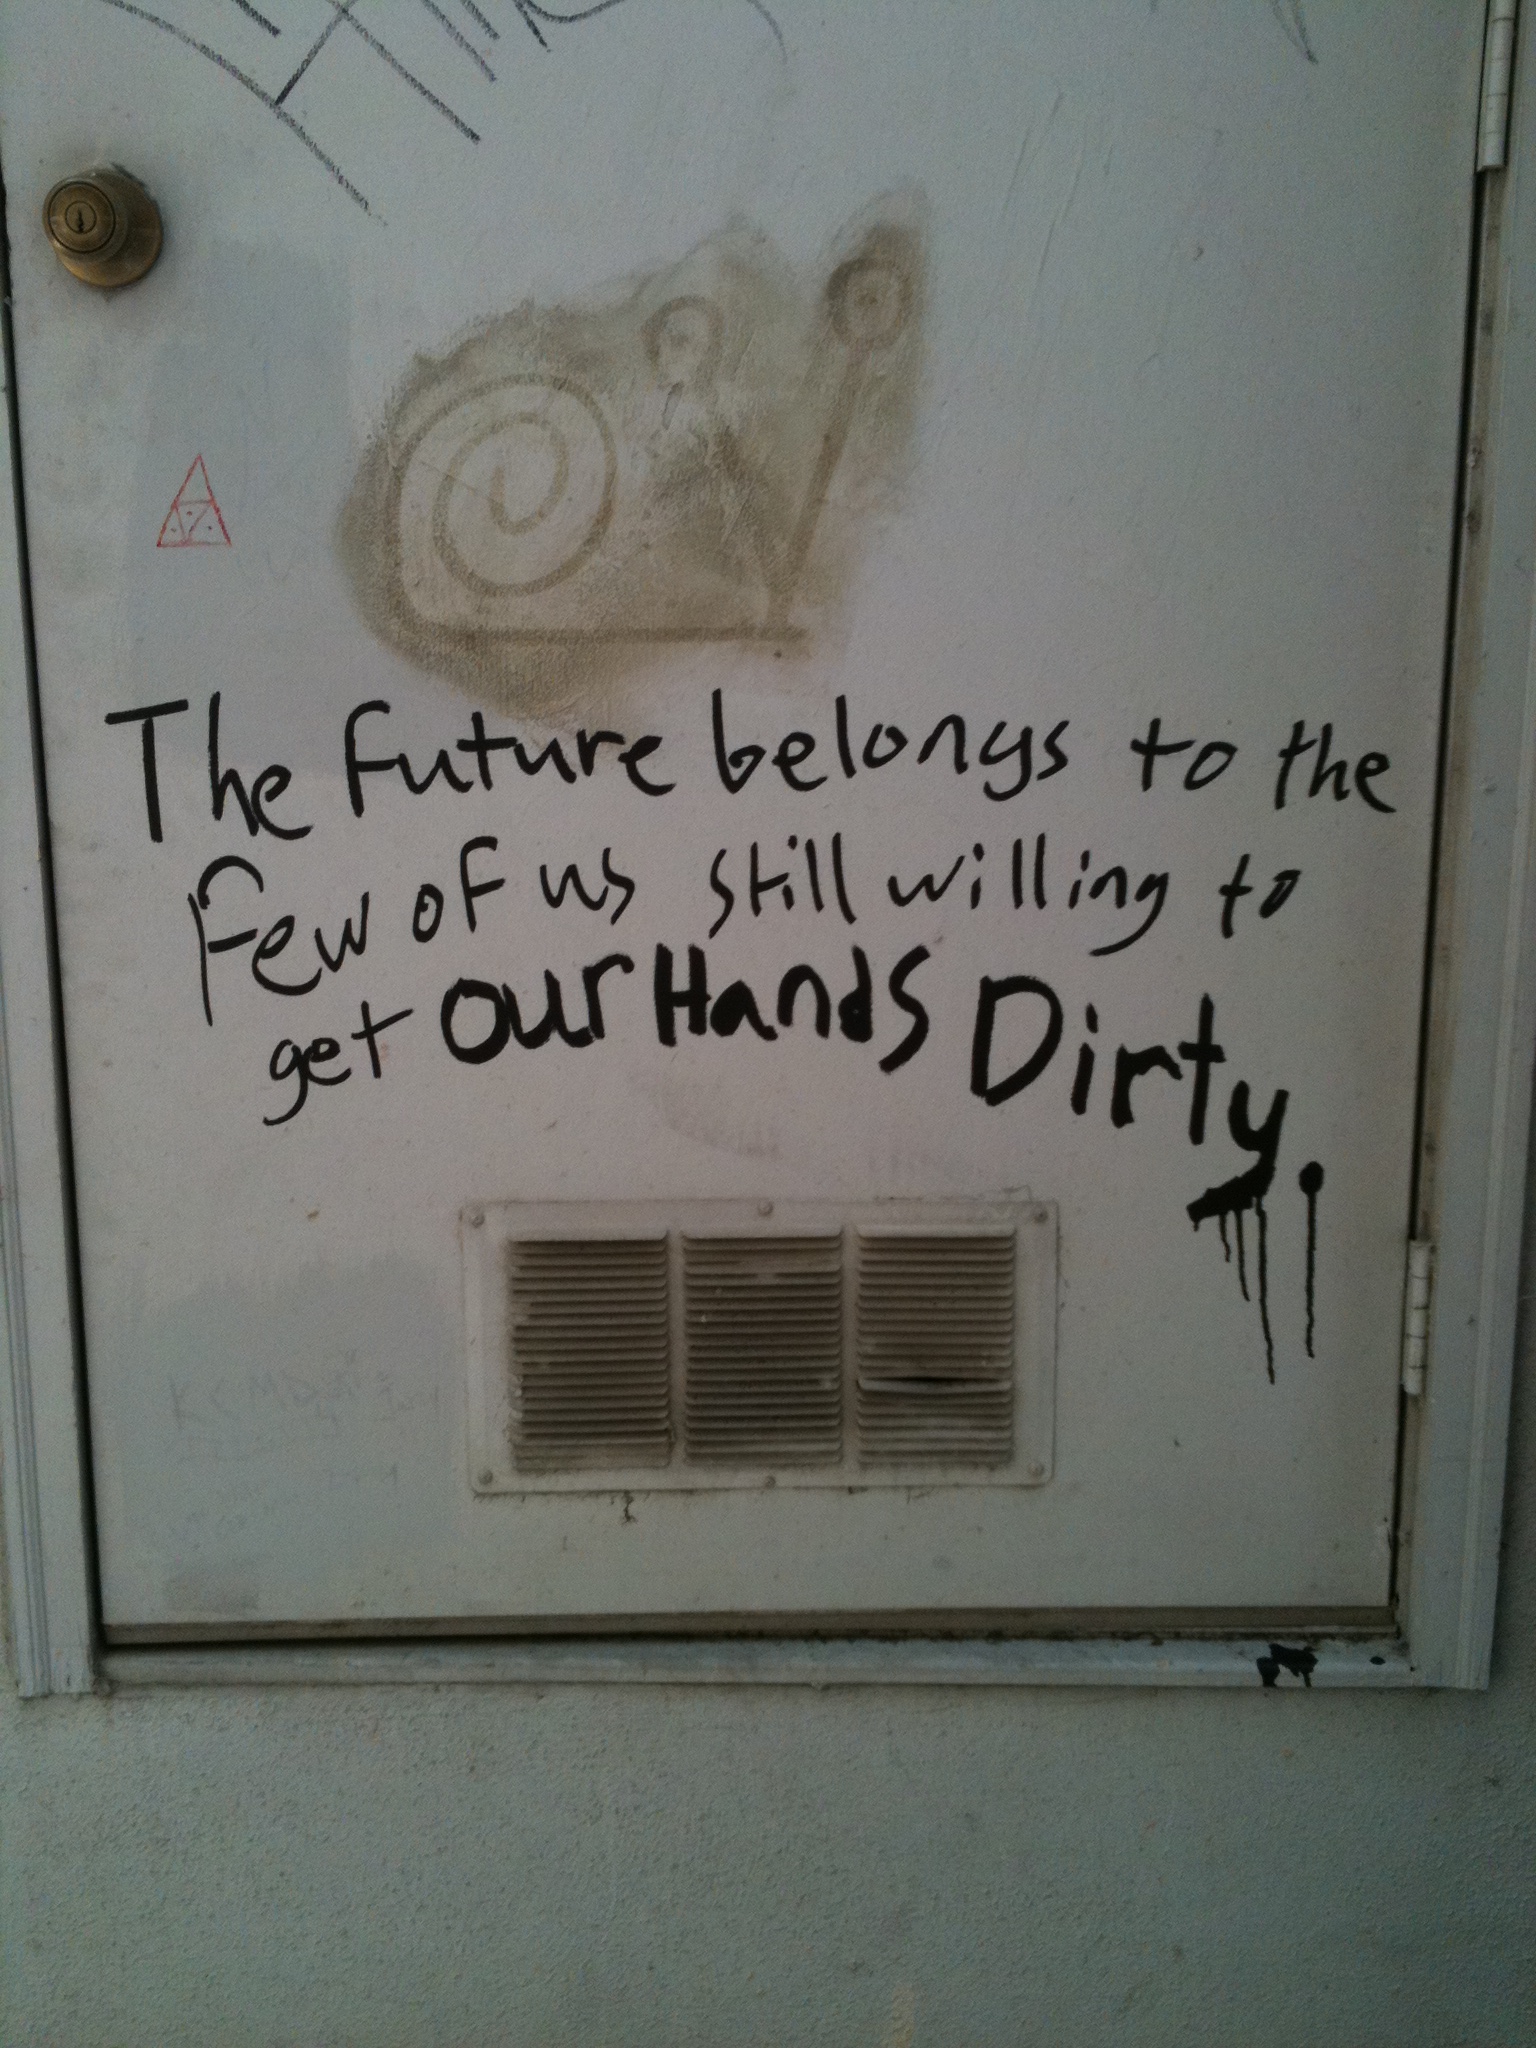 The future belongs to the
few of us still willing to
get our Hands Dirty.